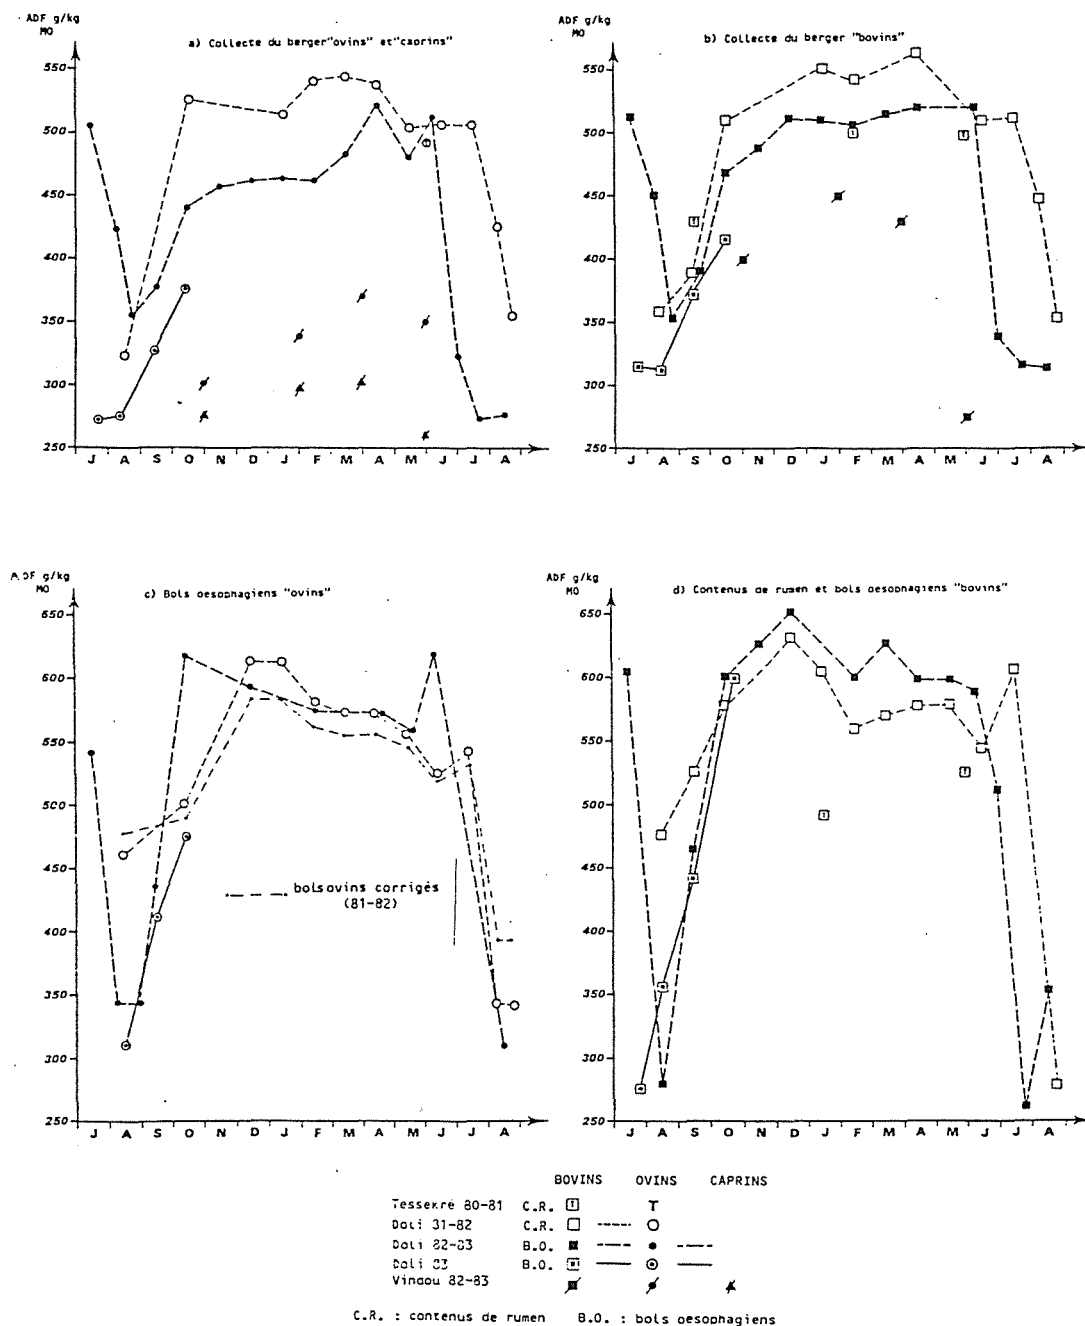 ADF g/kg
MO
a) Collecte du berger "ovins" et "caprins"
550
500
450
400
350
300
250
J A S O N D J F M A M J J A
ADF g/kg
MO
b) Collecte du berger "bovins"
550
500
450
400
350
300
250
J A S O N D J F M A M J J A
ADF g/kg
MO
c) Bols oesophagiens "ovins"
650
600
550
500
450
400
350
300
250
bols ovins corrigés
(81-82)
J A S O N D J F M A M J J A
ADF g/kg
MO
d) Contenus de rumen et bols oesophagiens "bovins"
650
600
550
500
450
400
350
300
250
J A S O N D J F M A M J J A
BOVINS OVINS CAPRINS
Tessekré 80-81 C.R. T
Doli 81-82 C.R.
Doli 82-83 B.O.
Doli 83 B.O.
Vindou 82-83
C.R. : contenus de rumen B.O. : bols oesophagiens